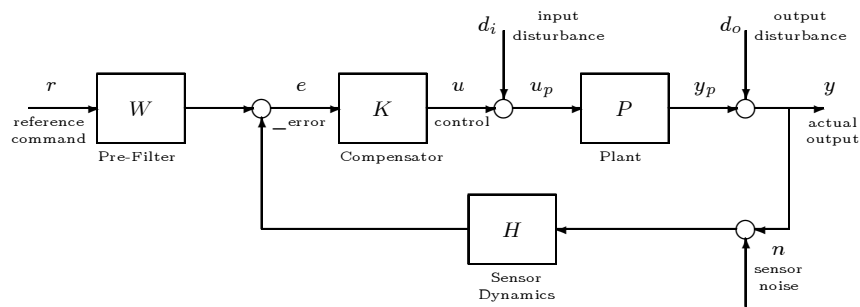 input
disturbance
output
disturbance
d_i
d_o
r
W
e
K
u
u_p
P
y_p
y
reference
command
_
error
control
actual
output
Pre-Filter
Compensator
Plant
H
n
sensor
noise
Sensor
Dynamics